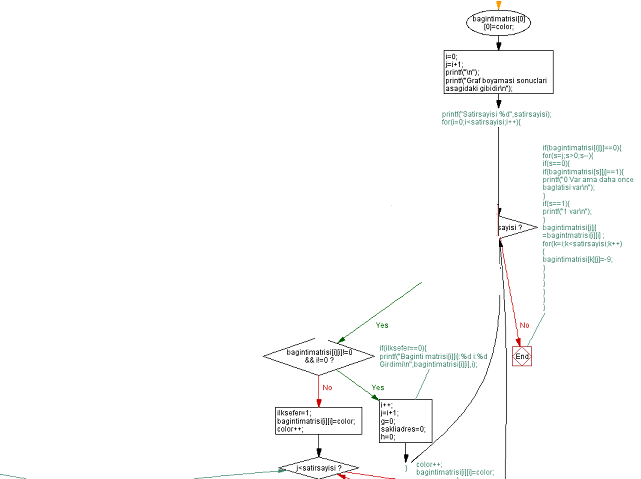 bagintimatrisi[0]
[0]=color;
i=0;
j=i+1;
printf("\n");
printf("Graf boyamasi sonuclari
asagidaki gibidir\n");
printf("Satirsayisi %d",satirsayisi);
for(i=0;i<satirsayisi;i++){
if(bagintimatrisi[i][j]==0){
for(s=j;s>0;s--){
if(s==0){
if(bagintimatrisi[s][j]==1){
printf("0 Var ama daha once
baglatisi var\n");
}
if(s==1){
printf("1 var\n");
}
bagintimatrisi[j][
=bagintmatrisi[i][i] ;
for(k=i;k<satirsayisi;k++)
{
bagintimatrisi[k][j]=-9;
}
}
}
}
}
sayisi ?
No
End
Yes
bagintimatrisi[i][i]!=0
&& i!=0 ?
if(ilksefer==0){
printf("Baginti matrisi[i][i]:%d i:%d
Girdimi\n",bagintimatrisi[i][i],i);
No
Yes
ilksefer=1;
bagintimatrisi[i][i]=color;
color++;
i++;
j=i+1;
g=0;
sakliadres=0;
h=0;
j<satirsayisi ?
}
color++;
bagintimatrisi[i][i]=color;